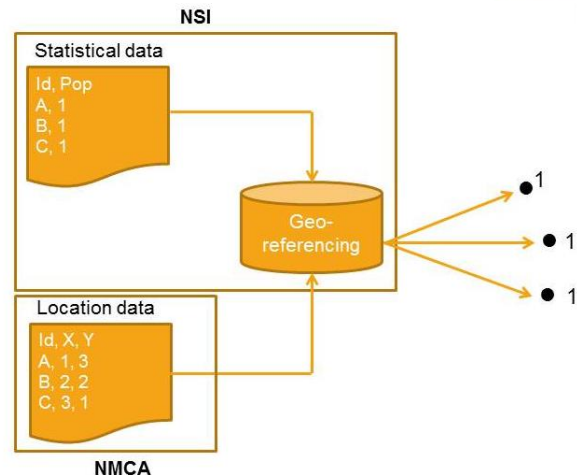 NSI
Statistical data
Id, Pop
A, 1
B, 1
C, 1
Geo-
referencing
1
1
1
Location data
Id, X, Y
A, 1, 3
B, 2, 2
C, 3, 1
NMCA